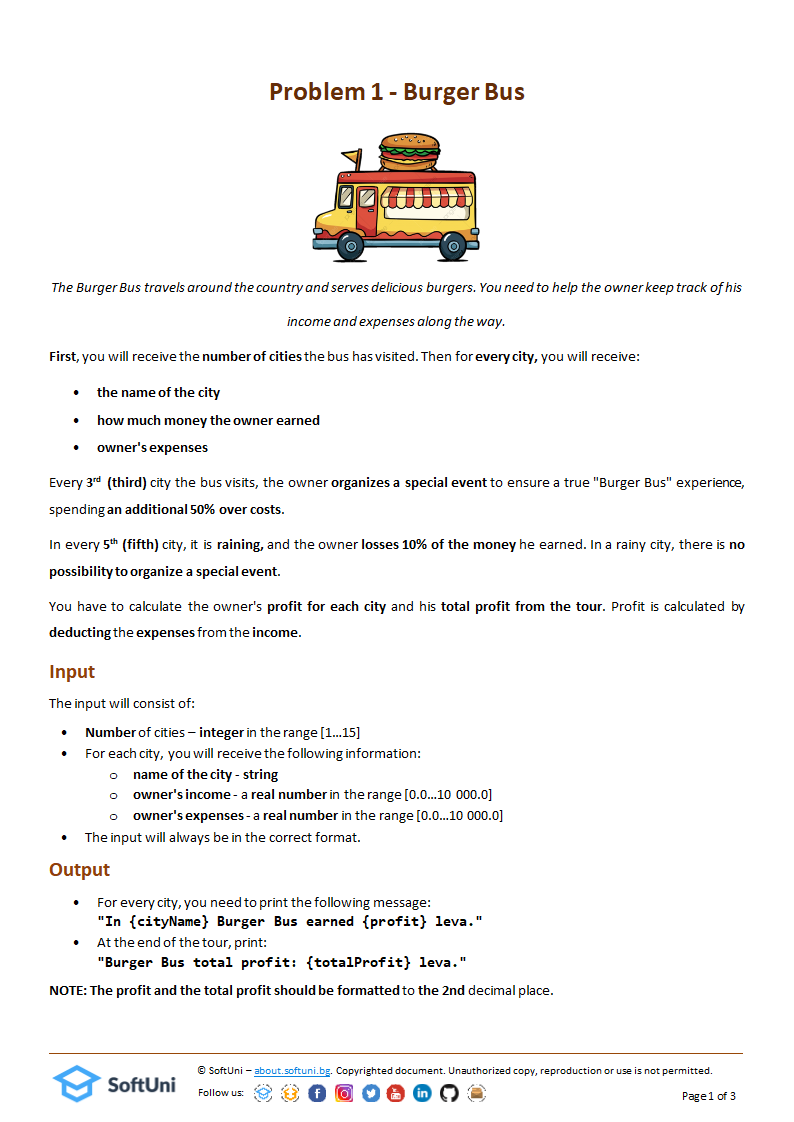 Problem 1 - Burger Bus
The Burger Bus travels around the country and serves delicious burgers. You need to help the owner keep track of his
income and expenses along the way.
First, you will receive the number of cities the bus has visited. Then for every city, you will receive:
• the name of the city
• how much money the owner earned
• owner's expenses
Every 3rd (third) city the bus visits, the owner organizes a special event to ensure a true "Burger Bus" experience,
spending an additional 50% over costs.
In every 5th (fifth) city, it is raining, and the owner losses 10% of the money he earned. In a rainy city, there is no
possibility to organize a special event.
You have to calculate the owner's profit for each city and his total profit from the tour. Profit is calculated by
deducting the expenses from the income.
Input
The input will consist of:
• Number of cities – integer in the range [1…15]
• For each city, you will receive the following information:
o name of the city - string
o owner's income - a real number in the range [0.0…10 000.0]
o owner's expenses - a real number in the range [0.0…10 000.0]
• The input will always be in the correct format.
Output
• For every city, you need to print the following message:
"In {cityName} Burger Bus earned {profit} leva."
• At the end of the tour, print:
"Burger Bus total profit: {totalProfit} leva."
NOTE: The profit and the total profit should be formatted to the 2nd decimal place.
SoftUni
© SoftUni – about.softuni.bg. Copyrighted document. Unauthorized copy, reproduction or use is not permitted.
Follow us:
Page 1 of 3